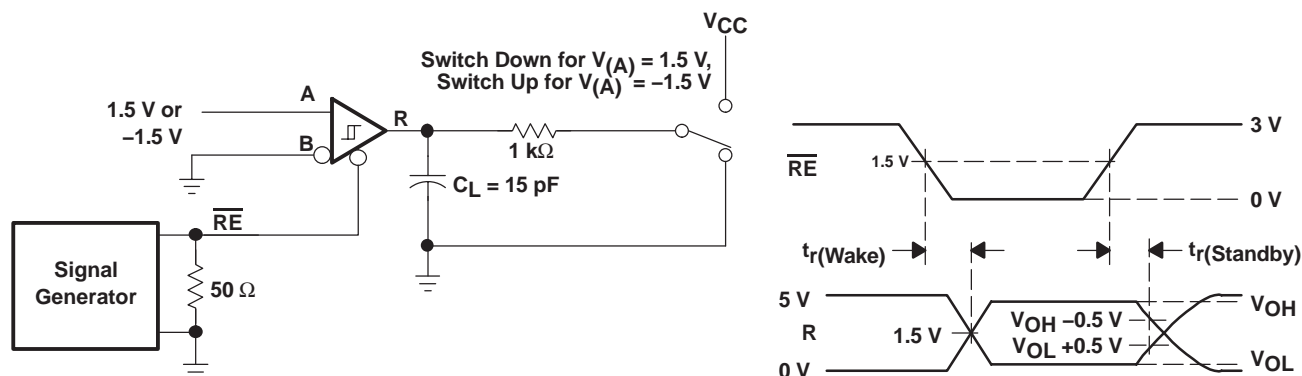 VCC
Switch Down for V(A) = 1.5 V,
Switch Up for V(A) = –1.5 V
A
1.5 V or
–1.5 V
R
B
1 kΩ
CL = 15 pF
RE
Signal
Generator
50 Ω
3 V
1.5 V
RE
0 V
tr(Wake)
tr(Standby)
5 V
VOH
VOH –0.5 V
R
1.5 V
VOL +0.5 V
0 V
VOL